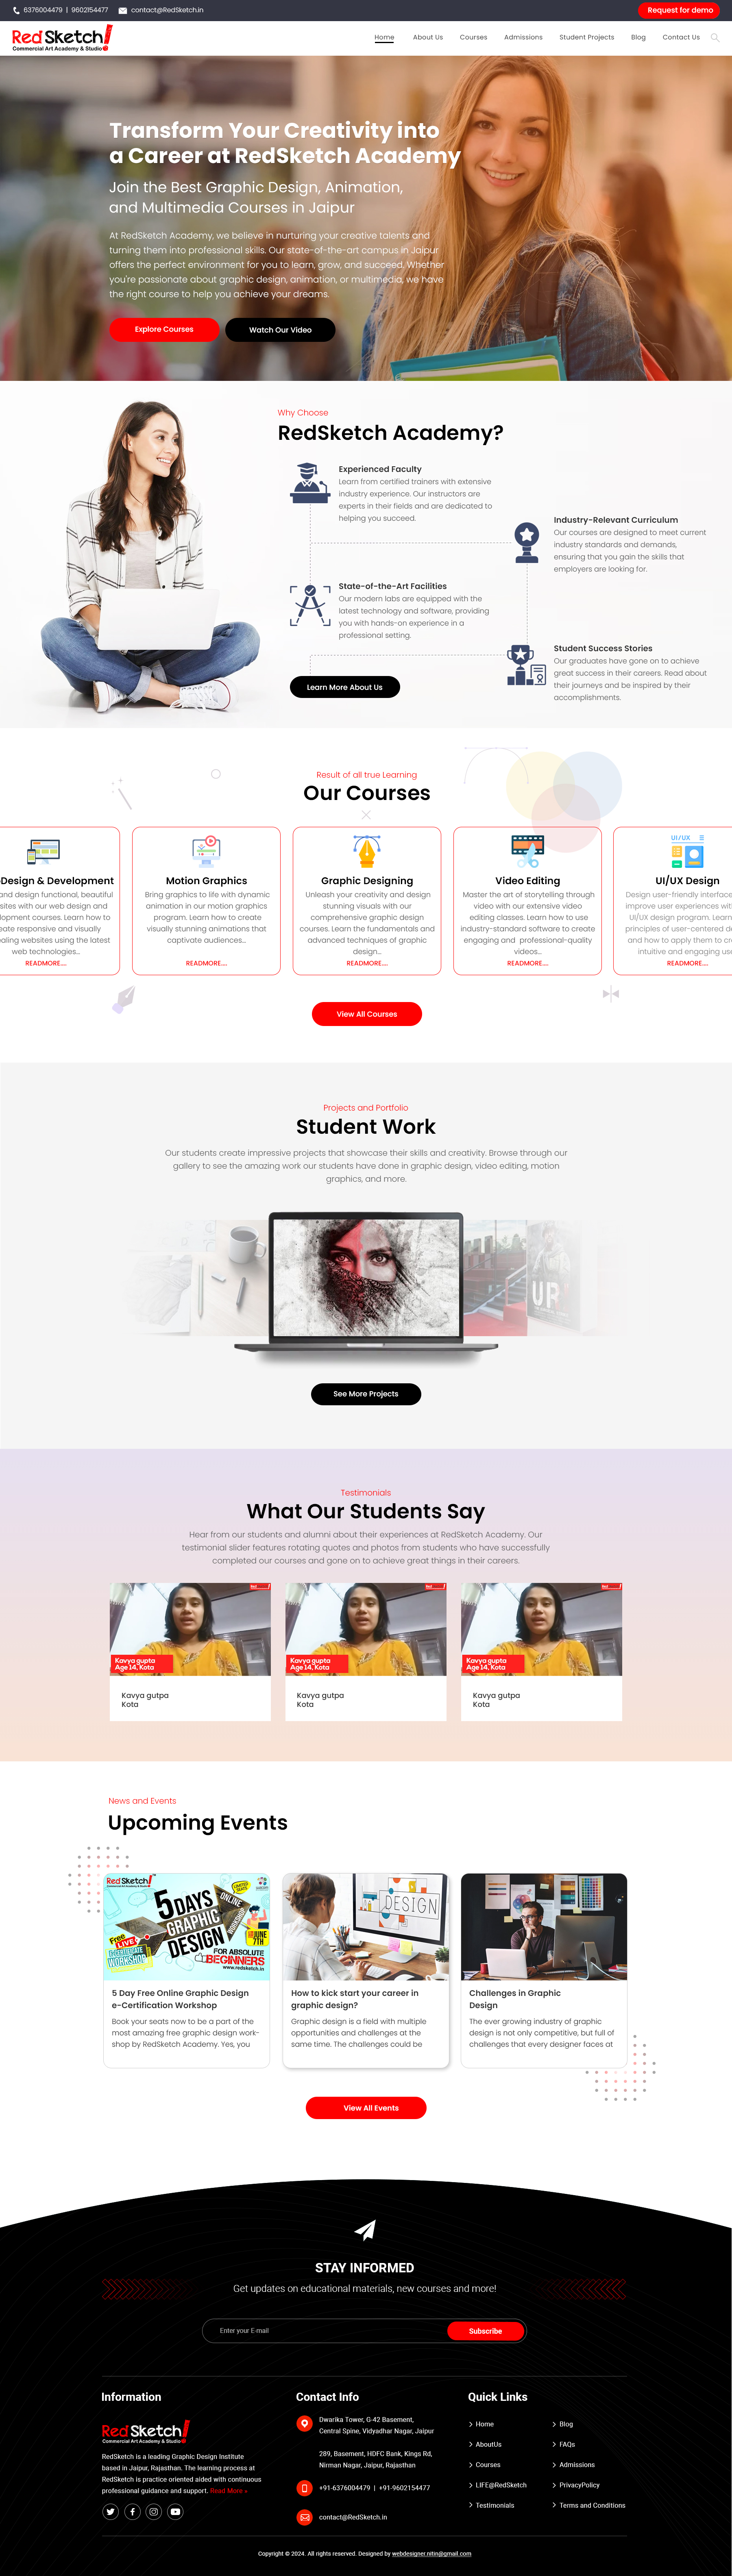 6376004479 | 9602154477
contact@RedSketch.in
Request for demo
RedSketch!
Commercial Art Academy & Studio
Home
About Us
Courses
Admissions
Student Projects
Blog
Contact Us
Transform Your Creativity into
a Career at RedSketch Academy
Join the Best Graphic Design, Animation,
and Multimedia Courses in Jaipur
At RedSketch Academy, we believe in nurturing your creative talents and
turning them into professional skills. Our state-of-the-art campus in Jaipur
offers the perfect environment for you to learn, grow, and succeed. Whether
you're passionate about graphic design, animation, or multimedia, we have
the right course to help you achieve your dreams.
Explore Courses
Watch Our Video
Why Choose
RedSketch Academy?
Experienced Faculty
Learn from certified trainers with extensive
industry experience. Our instructors are
experts in their fields and are dedicated to
helping you succeed.
Industry-Relevant Curriculum
Our courses are designed to meet current
industry standards and demands,
ensuring that you gain the skills that
employers are looking for.
State-of-the-Art Facilities
Our modern labs are equipped with the
latest technology and software, providing
you with hands-on experience in a
professional setting.
Student Success Stories
Our graduates have gone on to achieve
great success in their careers. Read about
their journeys and be inspired by their
accomplishments.
Learn More About Us
Result of all true Learning
Our Courses
Design & Development
and design functional, beautiful
sites with our web design and
lopment courses. Learn how to
eate responsive and visually
aling websites using the latest
web technologies...
READMORE.....
Motion Graphics
Bring graphics to life with dynamic
animation in our motion graphics
program. Learn how to create
visually stunning animations that
captivate audiences...
READMORE.....
Graphic Designing
Unleash your creativity and design
stunning visuals with our
comprehensive graphic design
courses. Learn the fundamentals and
advanced techniques of graphic
design...
READMORE.....
Video Editing
Master the art of storytelling through
video with our extensive video
editing classes. Learn how to use
industry-standard software to create
engaging and professional-quality
videos...
READMORE.....
UI/UX
UI/UX Design
Design user-friendly interface
improve user experiences wit
UI/UX design program. Learn
principles of user-centered de
and how to apply them to cre
intuitive and engaging use
READMORE.....
View All Courses
Projects and Portfolio
Student Work
Our students create impressive projects that showcase their skills and creativity. Browse through our
gallery to see the amazing work our students have done in graphic design, video editing, motion
graphics, and more.
UR
See More Projects
Testimonials
What Our Students Say
Hear from our students and alumni about their experiences at RedSketch Academy. Our
testimonial slider features rotating quotes and photos from students who have successfully
completed our courses and gone on to achieve great things in their careers.
Kavya gupta
Age 14, Kota
Kavya gutpa
Kota
Kavya gupta
Age 14, Kota
Kavya gutpa
Kota
Kavya gupta
Age 14, Kota
Kavya gutpa
Kota
News and Events
Upcoming Events
RedSketch!
5 DAYS
ONLINE
GRAPHIC
DESIGN
WORKSHOP
Free
LIVE
E-CERTIFICATE
WORKSHOP
LIMITED
SEATS
JUNE
7TH
FOR ABSOLUTE
BEGINNERS
www.redsketch.in
5 Day Free Online Graphic Design
e-Certification Workshop
Book your seats now to be a part of the
most amazing free graphic design work-
shop by RedSketch Academy. Yes, you
DESIGN
How to kick start your career in
graphic design?
Graphic design is a field with multiple
opportunities and challenges at the
same time. The challenges could be
Challenges in Graphic
Design
The ever growing industry of graphic
design is not only competitive, but full of
challenges that every designer faces at
View All Events
STAY INFORMED
Get updates on educational materials, new courses and more!
Enter your E-mail
Subscribe
Information
RedSketch!
Commercial Art Academy & Studio
RedSketch is a leading Graphic Design Institute
based in Jaipur, Rajasthan. The learning process at
RedSketch is practice oriented aided with continuous
professional guidance and support. Read More »
Contact Info
Dwarika Tower, G-42 Basement,
Central Spine, Vidyadhar Nagar, Jaipur
289, Basement, HDFC Bank, Kings Rd,
Nirman Nagar, Jaipur, Rajasthan
+91-6376004479 | +91-9602154477
contact@RedSketch.in
Quick Links
Home
AboutUs
Courses
LIFE@RedSketch
Testimonials
Blog
FAQs
Admissions
PrivacyPolicy
Terms and Conditions
Copyright © 2024. All rights reserved. Designed by webdesigner.nitin@gmail.com